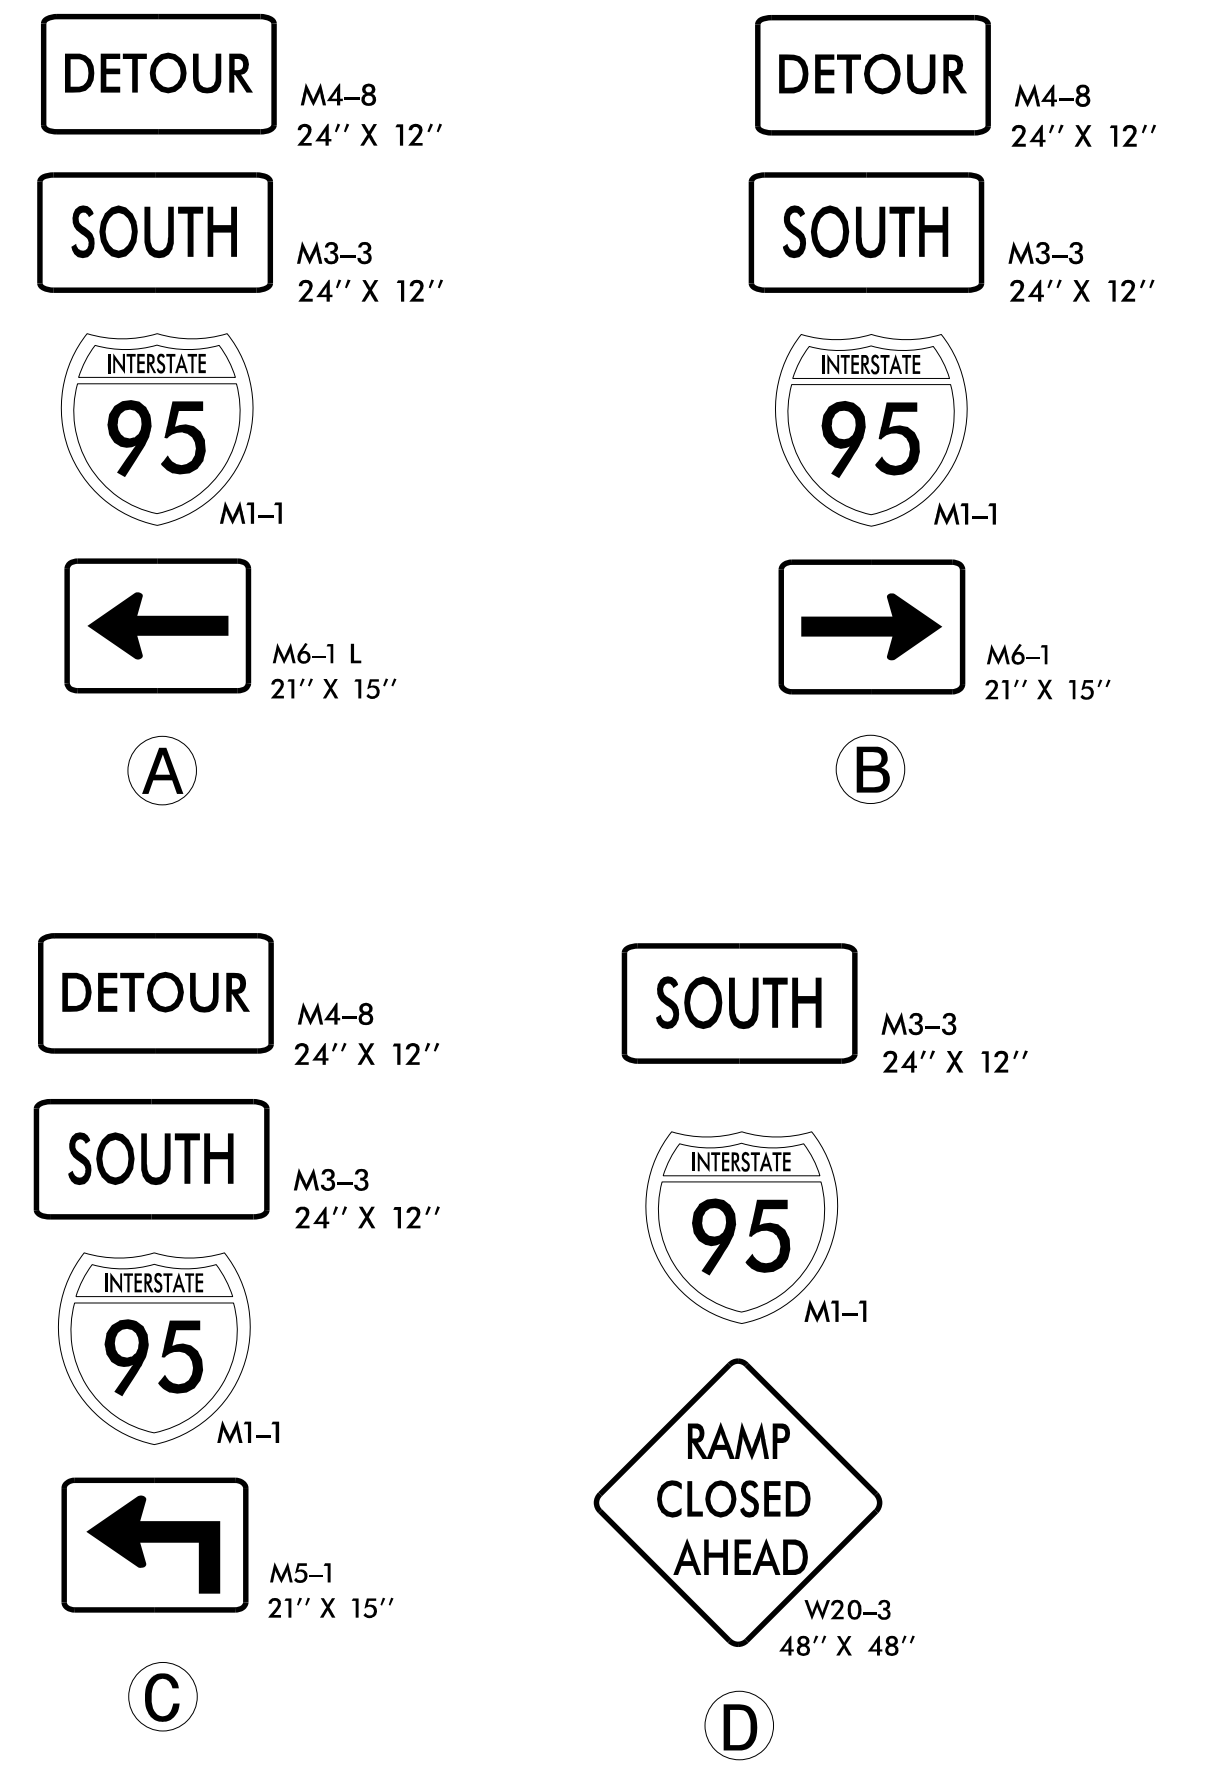 DETOUR
M4–8
24'' X 12''
SOUTH
M3–3
24'' X 12''
INTERSTATE
95
M1–1
M6–1 L
21'' X 15''
A
DETOUR
M4–8
24'' X 12''
SOUTH
M3–3
24'' X 12''
INTERSTATE
95
M1–1
M6–1
21'' X 15''
B
DETOUR
M4–8
24'' X 12''
SOUTH
M3–3
24'' X 12''
INTERSTATE
95
M1–1
M5–1
21'' X 15''
C
SOUTH
M3–3
24'' X 12''
INTERSTATE
95
M1–1
RAMP
CLOSED
AHEAD
W20–3
48'' X 48''
D